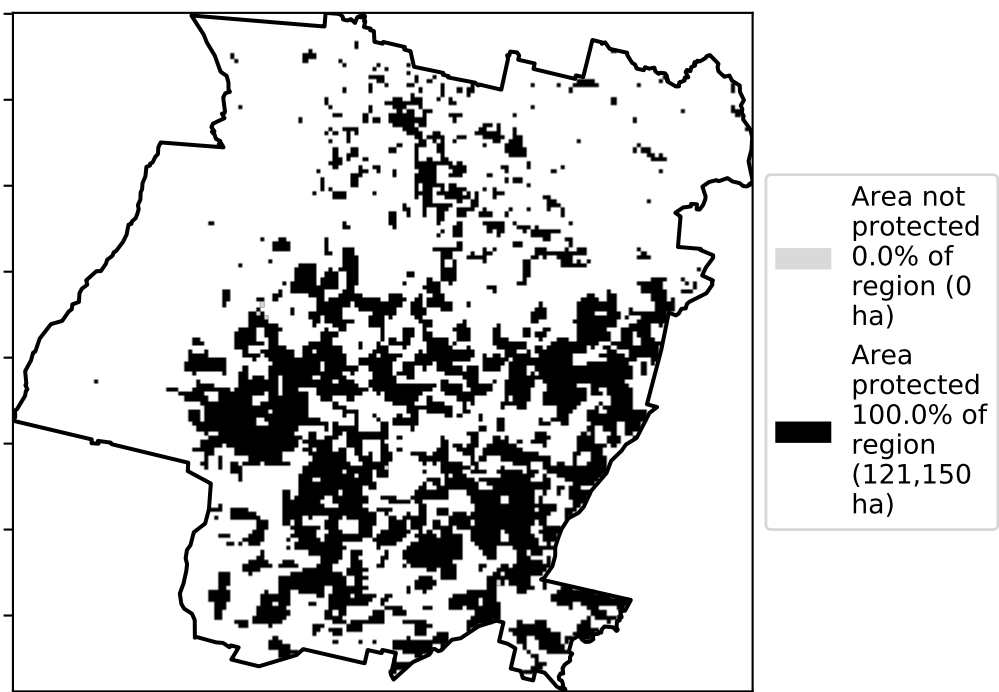 Area not
protected
0.0% of
region (0
ha)
Area
protected
100.0% of
region
(121,150
ha)